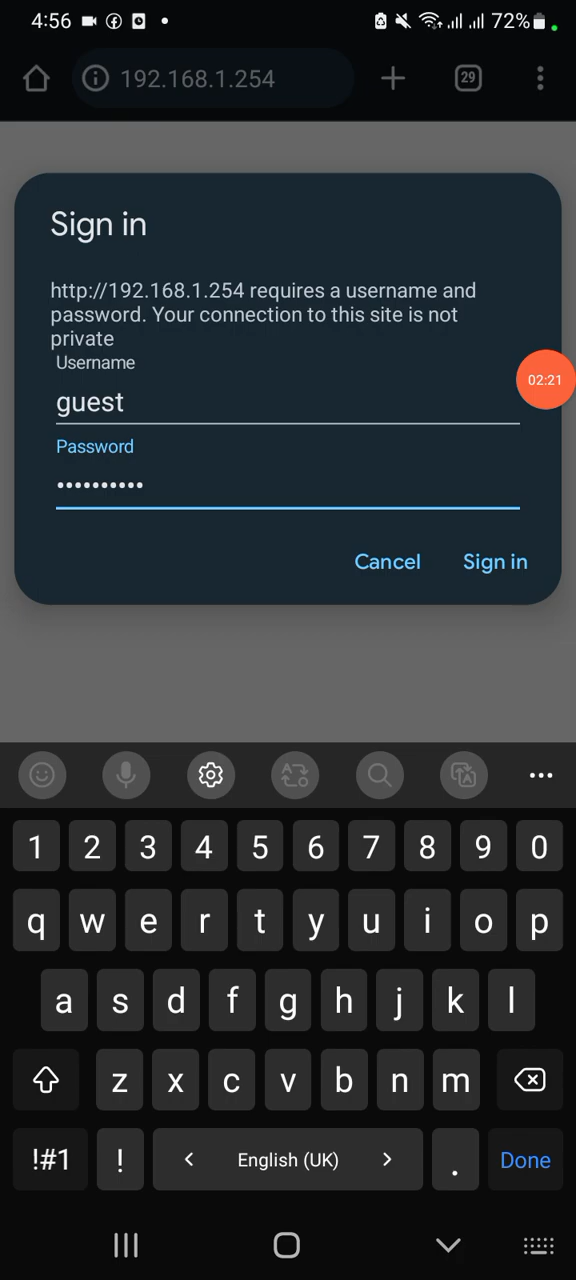 4:56
72%
192.168.1.254
29
Sign in
http://192.168.1.254 requires a username and
password. Your connection to this site is not
private
Username
guest
02:21
Password
••••••••••
Cancel
Sign in
1 2 3 4 5 6 7 8 9 0
q w e r t y u i o p
a s d f g h j k l
z x c v b n m
!#1 ! < English (UK) > . Done